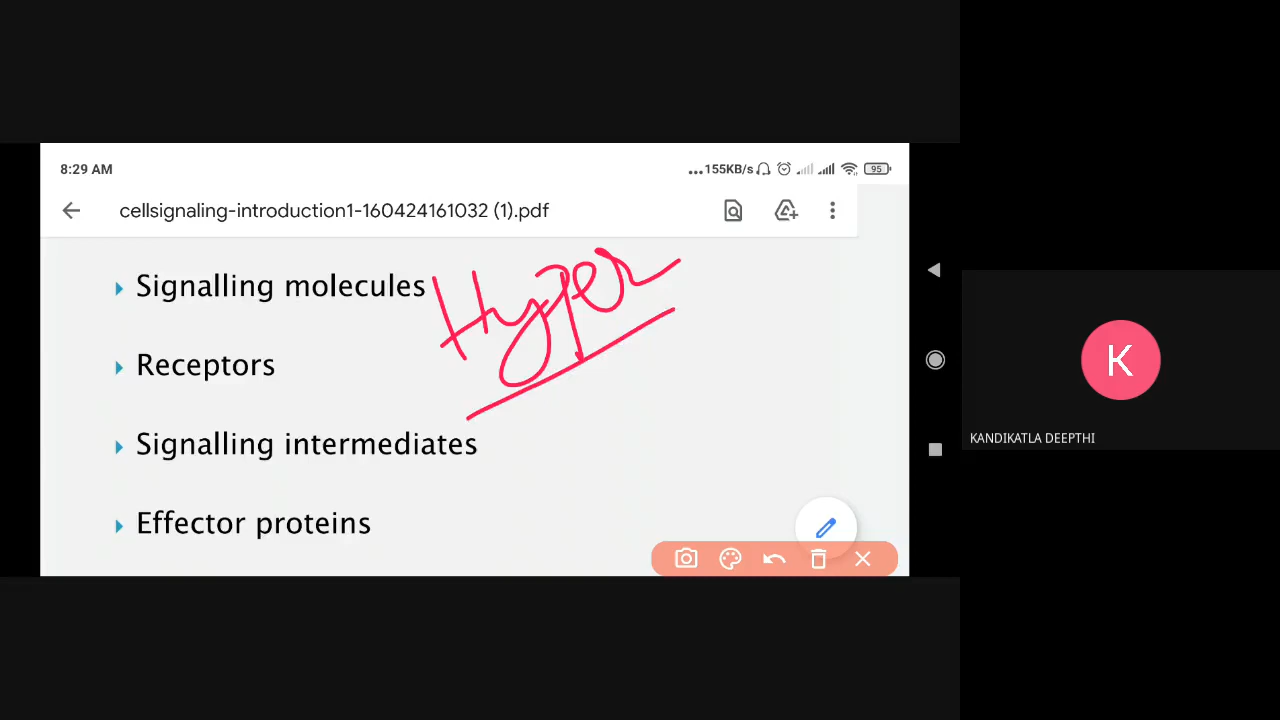 8:29 AM
...155KB/s
95
cellsignaling-introduction1-160424161032 (1).pdf
Signalling molecules
Hyper
Receptors
Signalling intermediates
Effector proteins
K
KANDIKATLA DEEPTHI